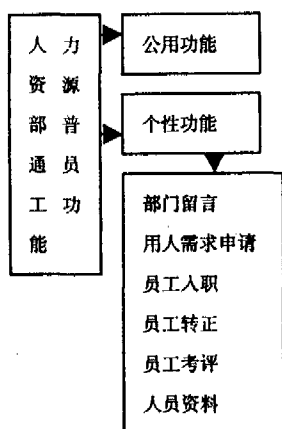 人力资源部普通员工功能
公用功能
个性功能
部门留言
用人需求申请
员工入职
员工转正
员工考评
人员资料